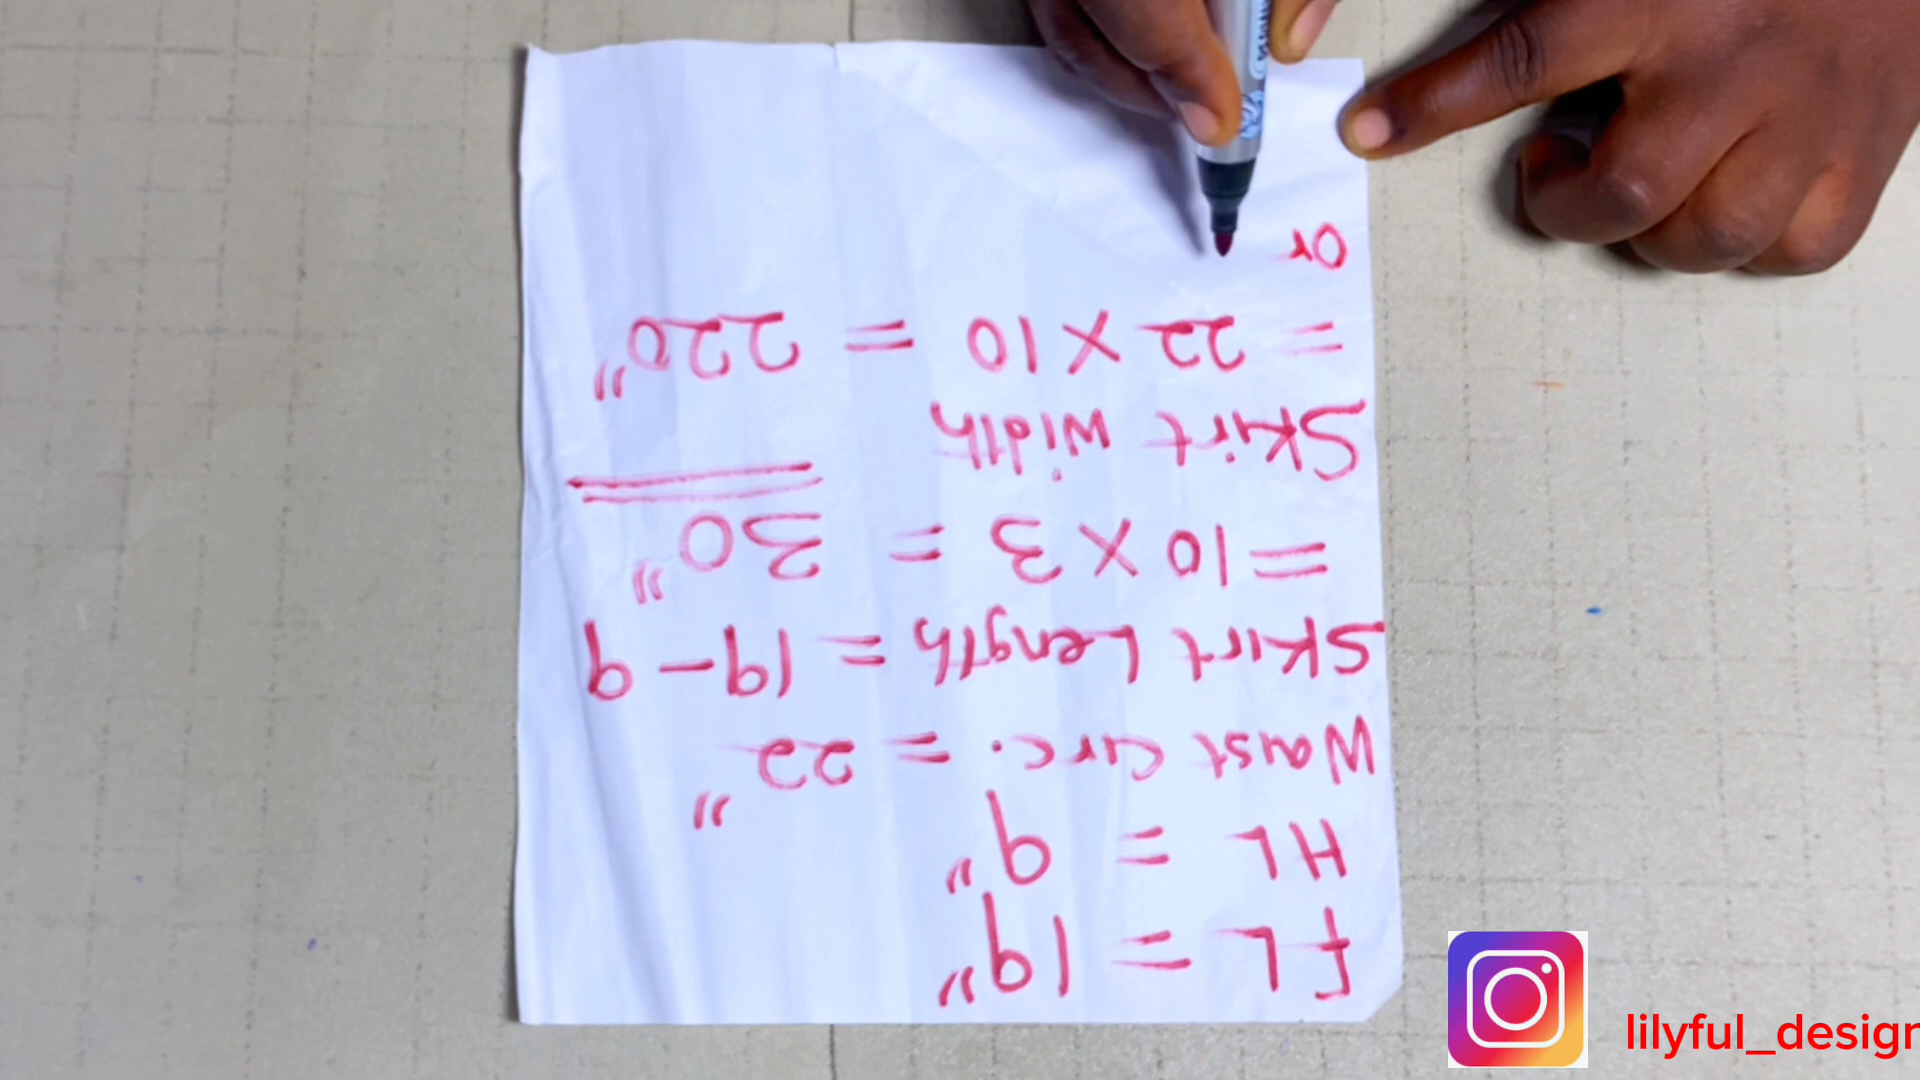 FL = 19"
HL = 9"
Waist circ. = 22"
Skirt Length = 19 - 9
= 10 x 3 = 30"
Skirt width
= 22 x 10 = 220"
or
lilyful_design